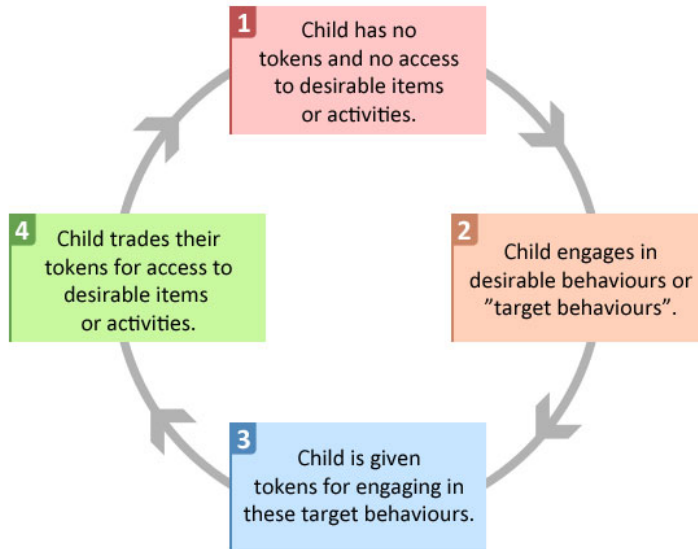 1
Child has no
tokens and no access
to desirable items
or activities.
2
Child engages in
desirable behaviours or
”target behaviours”.
3
Child is given
tokens for engaging in
these target behaviours.
4
Child trades their
tokens for access to
desirable items
or activities.